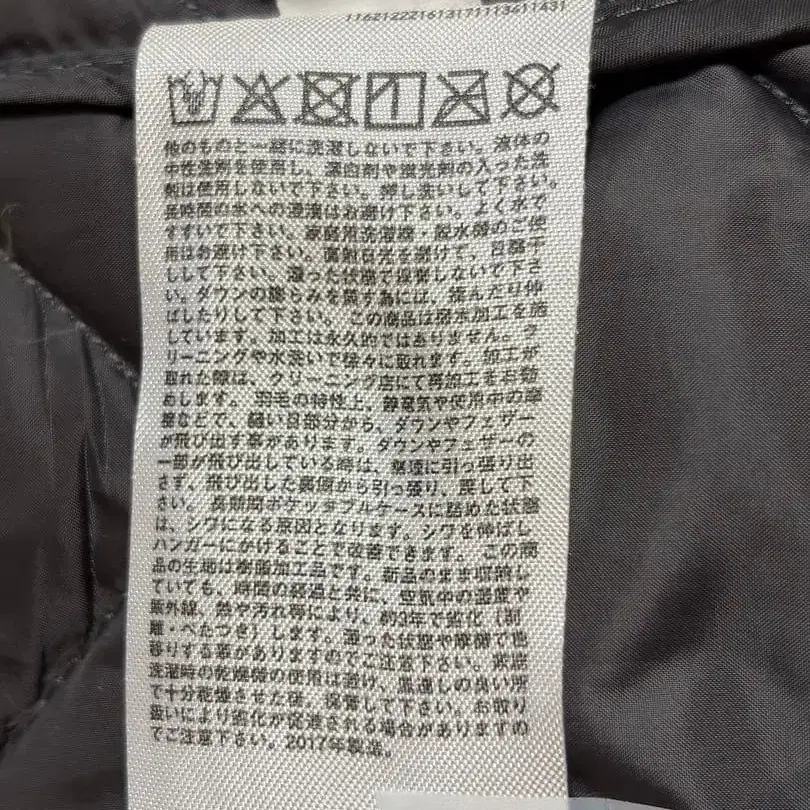 116212221613171113411431
他のものと一緒に洗濯しないで下さい。液体の
中性洗剤を使用し、漂白剤や蛍光剤の入った洗
剤は使用しないで下さい。押し洗いして下さい。
長時間の水への浸漬はお避け下さい。よく水で
すすいで下さい。家庭用洗濯機・脱水機のご使
用はお避け下さい。直射日光を避けて、日陰干
しして下さい。湿った状態で保管しないで下さ
い。ダウンの膨らみを戻す為には、揉んだり伸
ばしたりして下さい。この商品は撥水加工を施
しています。加工は永久的ではありません。ク
リーニングや水洗いで徐々に取れます。加工が
取れた際は、クリーニング店にて再加工をお勧
めします。羽毛の特性上、静電気や使用中の摩
擦などで、縫い目部分から、ダウンやフェザー
が飛び出す事があります。ダウンやフェザーの
一部が飛び出している時は、無理に引っ張り出
さず、飛び出した裏側から引っ張り、戻して下
さい。長期間ポケッタブルケースに詰めた状態
は、シワになる原因となります。シワを伸ばし
ハンガーにかけることで改善できます。この商
品の生地は樹脂加工品です。新品のまま収納し
ていても、時間の経過と共に、空気中の湿度や
紫外線、熱や汚れ等により、約3年で劣化（剥
離・べたつき）します。湿った状態や摩擦で色
移りする事がありますのでご注意下さい。家庭
洗濯時の乾燥機の使用は避け、風通しの良い所
で十分乾燥させた後、保管して下さい。お取り
扱いにより劣化が促進される場合がありますの
でご注意下さい。2017年製造。